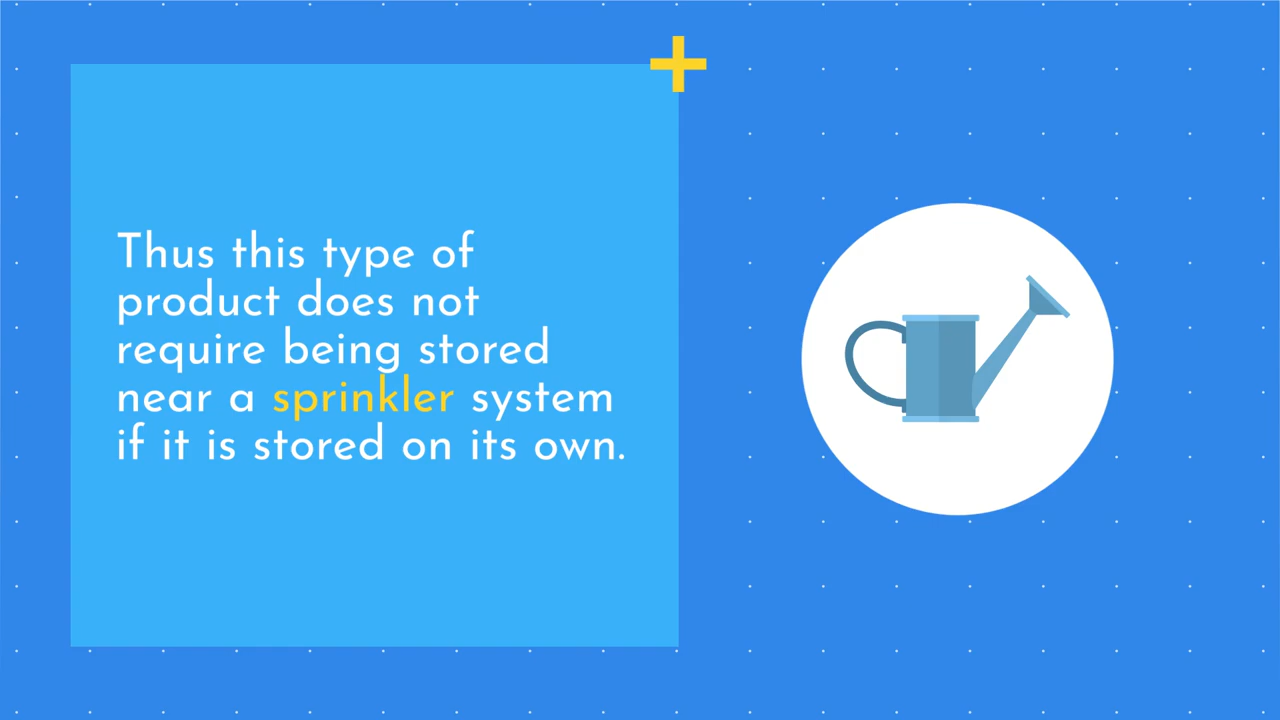 Thus this type of
product does not
require being stored
near a sprinkler system
if it is stored on its own.